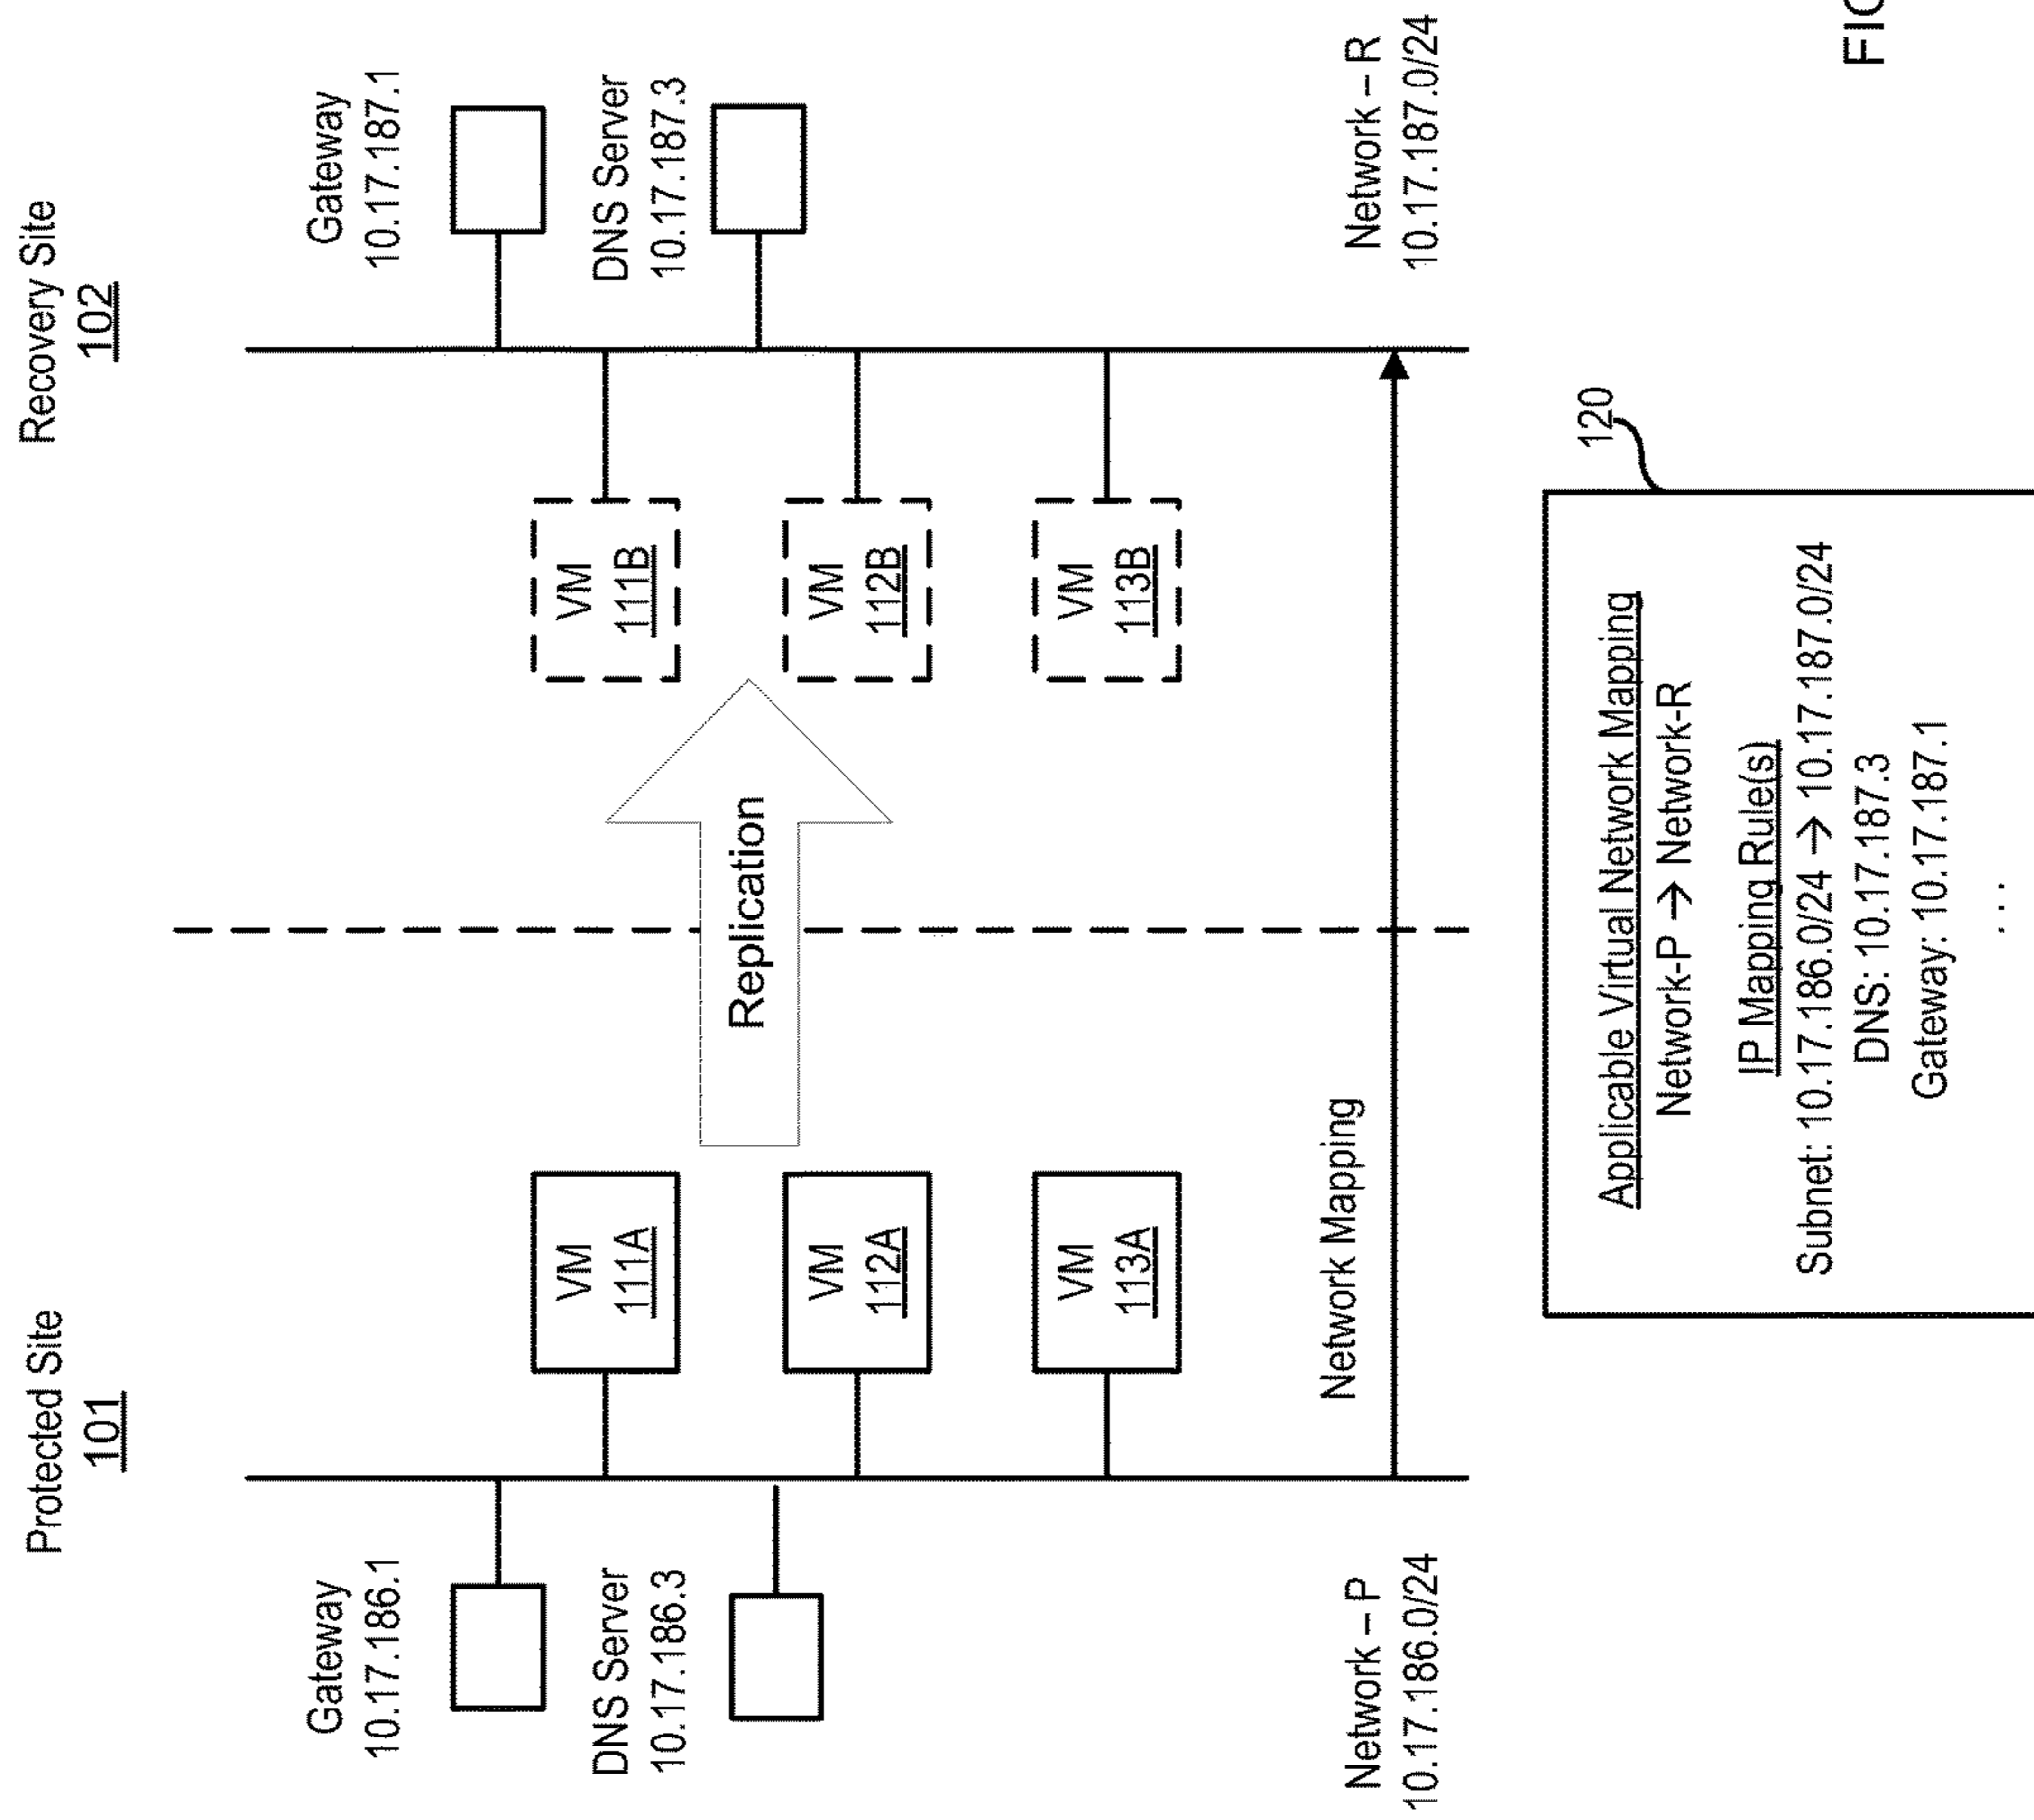 Protected Site
101
Recovery Site
102
Gateway
10.17.186.1
Gateway
10.17.187.1
DNS Server
10.17.186.3
DNS Server
10.17.187.3
VM
111A
VM
111B
Replication
VM
112A
VM
112B
VM
113A
VM
113B
Network Mapping
Network – P
10.17.186.0/24
Network – R
10.17.187.0/24
120
Applicable Virtual Network Mapping
Network-P → Network-R
IP Mapping Rule(s)
Subnet: 10.17.186.0/24 → 10.17.187.0/24
DNS: 10.17.187.3
Gateway: 10.17.187.1
. . .